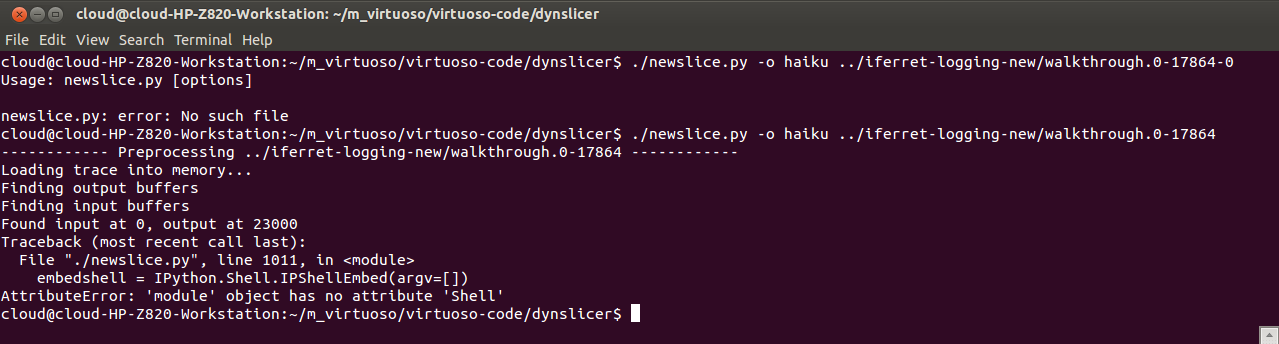 cloud@cloud-HP-Z820-Workstation: ~/m_virtuoso/virtuoso-code/dynslicer
File Edit View Search Terminal Help
cloud@cloud-HP-Z820-Workstation:~/m_virtuoso/virtuoso-code/dynslicer$ ./newslice.py -o haiku ../iferret-logging-new/walkthrough.0-17864-0
Usage: newslice.py [options]

newslice.py: error: No such file
cloud@cloud-HP-Z820-Workstation:~/m_virtuoso/virtuoso-code/dynslicer$ ./newslice.py -o haiku ../iferret-logging-new/walkthrough.0-17864
------------ Preprocessing ../iferret-logging-new/walkthrough.0-17864 ------------
Loading trace into memory...
Finding output buffers
Finding input buffers
Found input at 0, output at 23000
Traceback (most recent call last):
  File "./newslice.py", line 1011, in <module>
    embedshell = IPython.Shell.IPShellEmbed(argv=[])
AttributeError: 'module' object has no attribute 'Shell'
cloud@cloud-HP-Z820-Workstation:~/m_virtuoso/virtuoso-code/dynslicer$